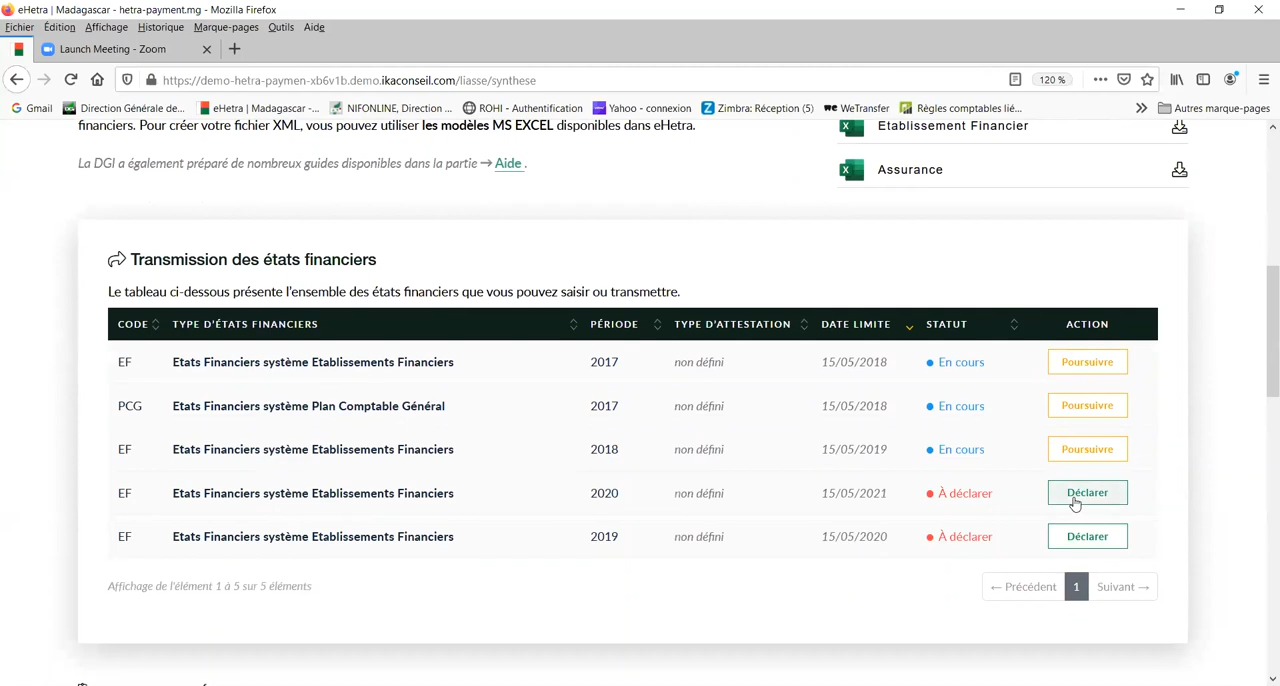 eHetra | Madagascar - hetra-payment.mg - Mozilla Firefox
Fichier Édition Affichage Historique Marque-pages Outils Aide
Launch Meeting - Zoom
https://demo-hetra-paymen-xb6v1b.demo.ikaconseil.com/liasse/synthese
120 %
Gmail Direction Générale de... eHetra | Madagascar -... NIFONLINE, Direction ... ROHI - Authentification Yahoo - connexion Zimbra: Réception (5) WeTransfer Règles comptables lié... Autres marque-pages
financiers. Pour créer votre fichier XML, vous pouvez utiliser les modèles MS EXCEL disponibles dans eHetra.
Etablissement Financier
La DGI a également préparé de nombreux guides disponibles dans la partie → Aide .
Assurance
Transmission des états financiers
Le tableau ci-dessous présente l'ensemble des états financiers que vous pouvez saisir ou transmettre.
CODE TYPE D'ÉTATS FINANCIERS PÉRIODE TYPE D'ATTESTATION DATE LIMITE STATUT ACTION
EF Etats Financiers système Etablissements Financiers 2017 non défini 15/05/2018 En cours Poursuivre
PCG Etats Financiers système Plan Comptable Général 2017 non défini 15/05/2018 En cours Poursuivre
EF Etats Financiers système Etablissements Financiers 2018 non défini 15/05/2019 En cours Poursuivre
EF Etats Financiers système Etablissements Financiers 2020 non défini 15/05/2021 À déclarer Déclarer
EF Etats Financiers système Etablissements Financiers 2019 non défini 15/05/2020 À déclarer Déclarer
Affichage de l'élément 1 à 5 sur 5 éléments
← Précédent 1 Suivant →